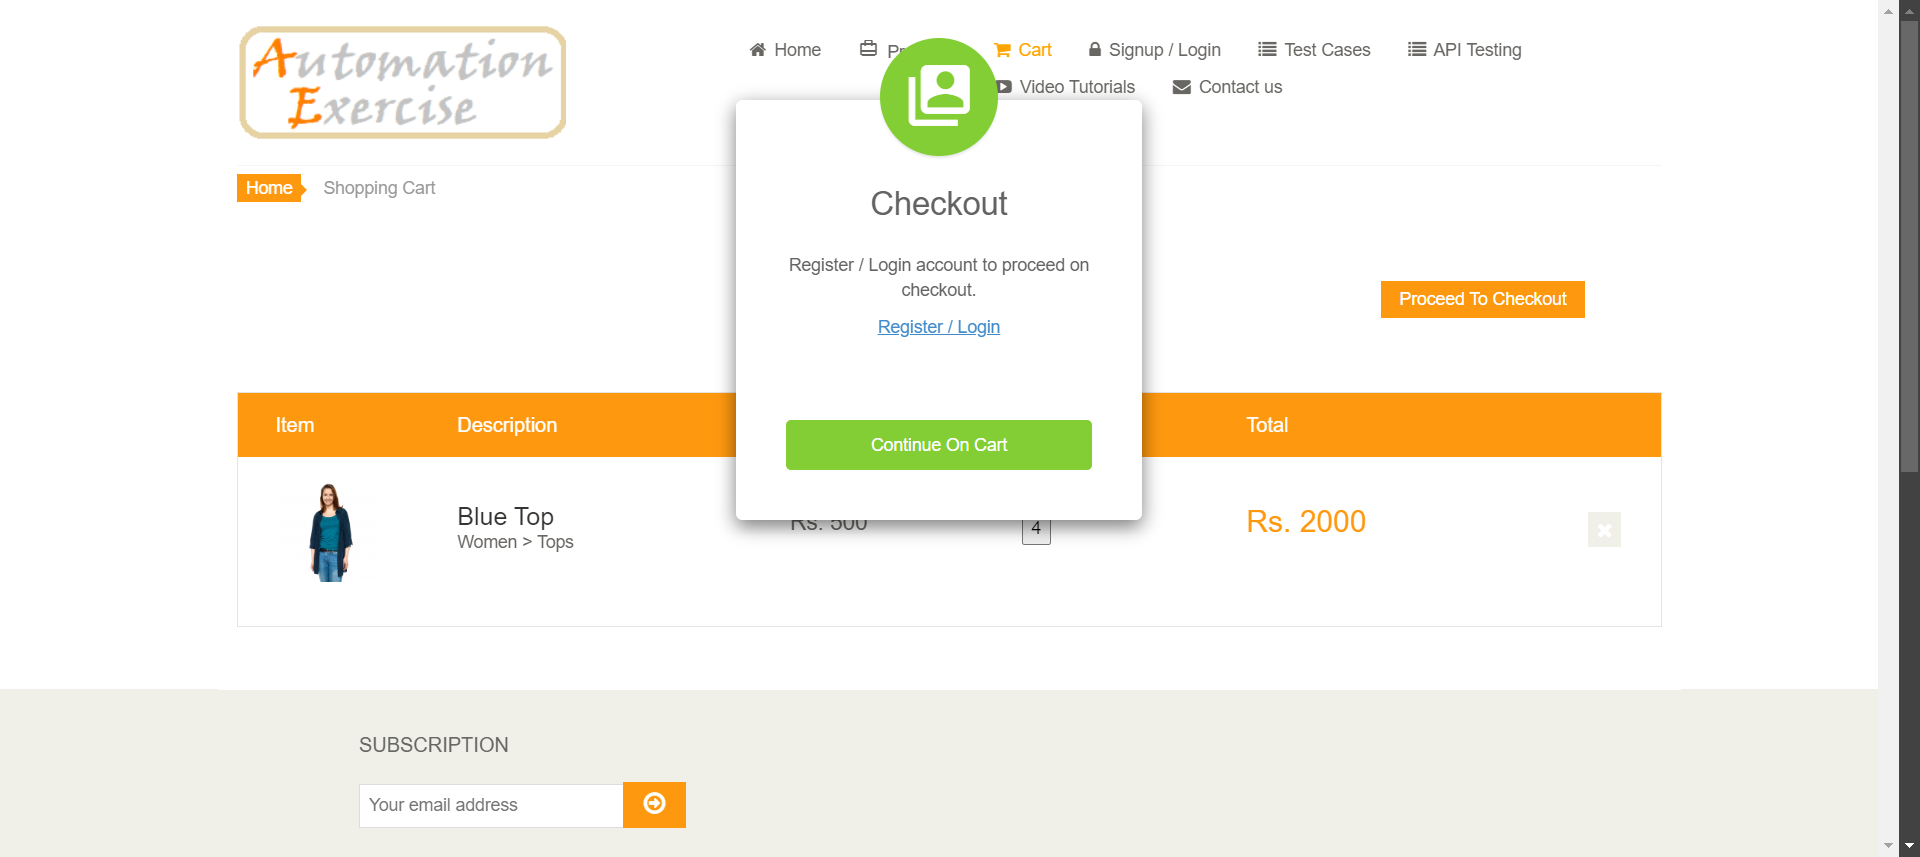 Automation
Exercise
Home
Cart
Signup / Login
Test Cases
API Testing
Video Tutorials
Contact us
Home
Shopping Cart
Checkout
Register / Login account to proceed on
checkout.
Register / Login
Continue On Cart
Proceed To Checkout
Item
Description
Total
Blue Top
Women > Tops
Rs. 500
4
Rs. 2000
SUBSCRIPTION
Your email address